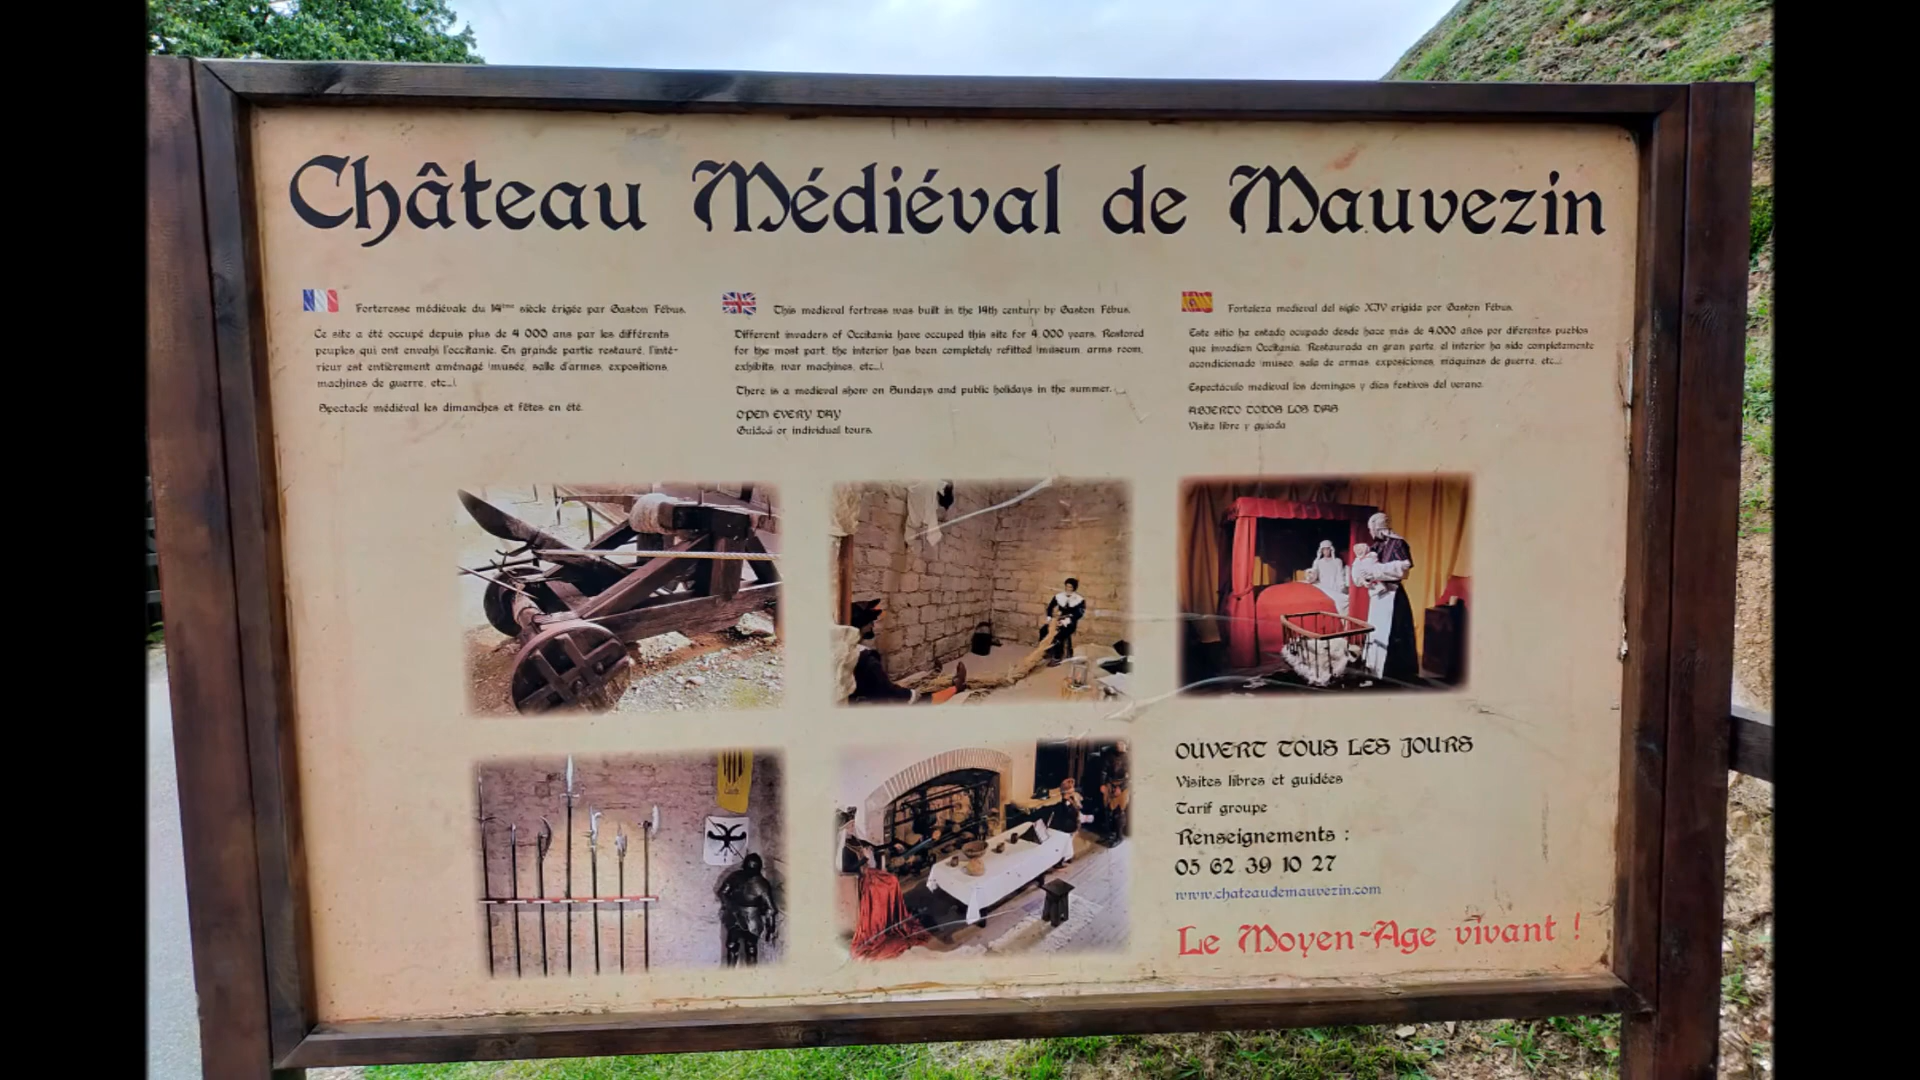 Château Médiéval de Mauvezin
Forteresse médiévale du 14ème siècle érigée par Gaston Fébus.
Ce site a été occupé depuis plus de 4 000 ans par les différents
peuples qui ont envahi l'occitanie. En grande partie restauré, l'inté-
rieur est entièrement aménagé (musée, salle d'armes, expositions,
machines de guerre, etc...).
Spectacle médiéval les dimanches et fêtes en été.
This medieval fortress was built in the 14th century by Gaston Fébus.
Different invaders of Occitania have occuped this site for 4 000 years. Restored
for the most part, the interior has been completely refitted (museum, arms room,
exhibits, war machines, etc...).
There is a medieval show on Sundays and public holidays in the summer.
OPEN EVERY DAY
Guided or individual tours.
Fortaleza medieval del siglo XIV erigida por Gaston Fébus.
Este sitio ha estado ocupado desde hace más de 4.000 años por diferentes pueblos
que invadian Occitania. Restaurada en gran parte, el interior ha sido completamente
acondicionado (museo, sala de armas, exposiciones, máquinas de guerra, etc...)
Espectáculo medieval los domingos y dias festivos del verano.
ABIERTO TODOS LOS DIAS
Visita libre y guiada
OUVERT TOUS LES JOURS
Visites libres et guidées
Tarif groupe
Renseignements :
05 62 39 10 27
www.chateaudemauvezin.com
Le Moyen-Age vivant !